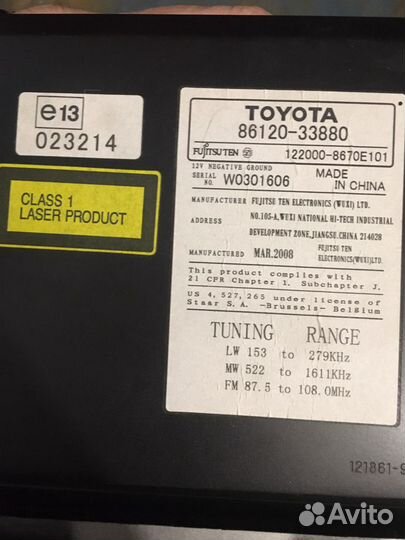 e13
023214
CLASS 1
LASER PRODUCT
TOYOTA
86120-33880
FUJITSU TEN 122000-8670E101
12V NEGATIVE GROUND
SERIAL NO. W0301606 MADE IN CHINA
MANUFACTURER FUJITSU TEN ELECTRONICS (WUXI) LTD.
ADDRESS NO.105-A,WUXI NATIONAL HI-TECH INDUSTRIAL
DEVELOPMENT ZONE,JIANGSU.CHINA 214028
MANUFACTURED MAR.2008 FUJITSU TEN
ELECTRONICS(WUXI)LTD.
This product complies with
21 CFR Chapter 1. Subchapter J.
US 4,527,265 under license of
Staar S.A. -Brussels- Belgium
TUNING RANGE
LW 153 to 279KHz
MW 522 to 1611KHz
FM 87.5 to 108.0MHz
121861-9
Avito